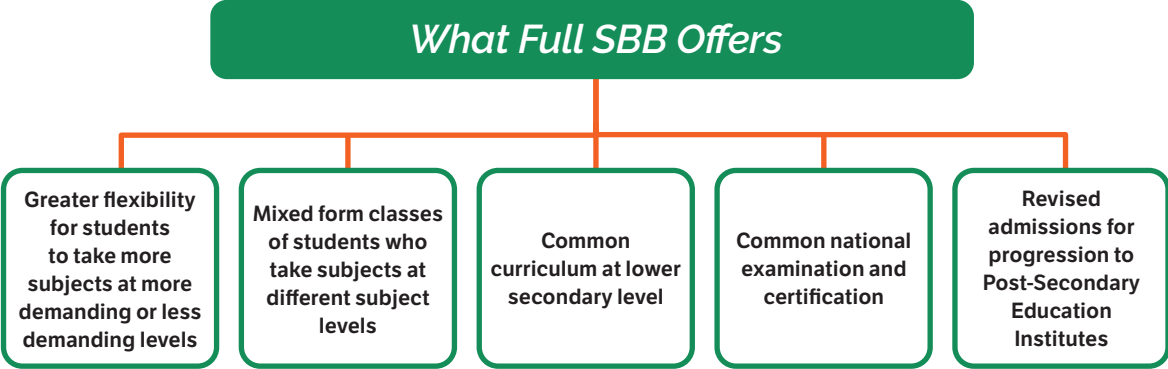 What Full SBB Offers
Greater flexibility
for students
to take more
subjects at more
demanding or less
demanding levels
Mixed form classes
of students who
take subjects at
different subject
levels
Common
curriculum at lower
secondary level
Common national
examination and
certification
Revised
admissions for
progression to
Post-Secondary
Education
Institutes